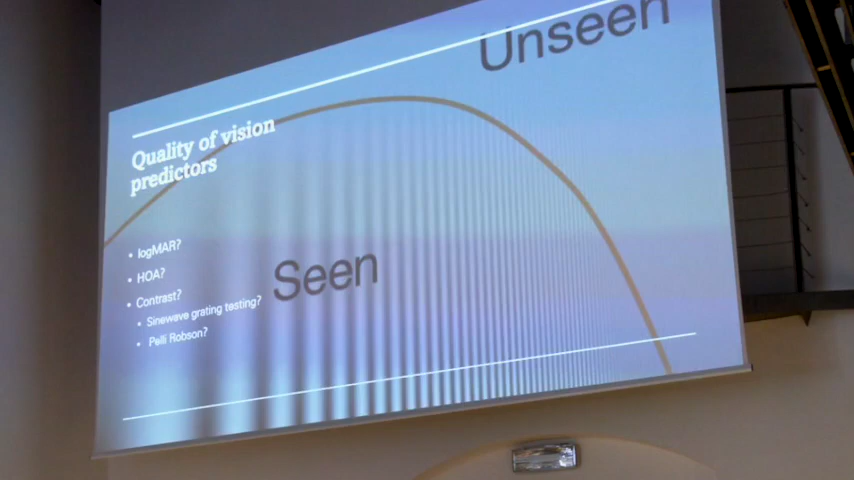 Unseen
Quality of vision
predictors
• logMAR?
• HOA?
• Contrast?
• Sinewave grating testing?
• Pelli Robson?
Seen